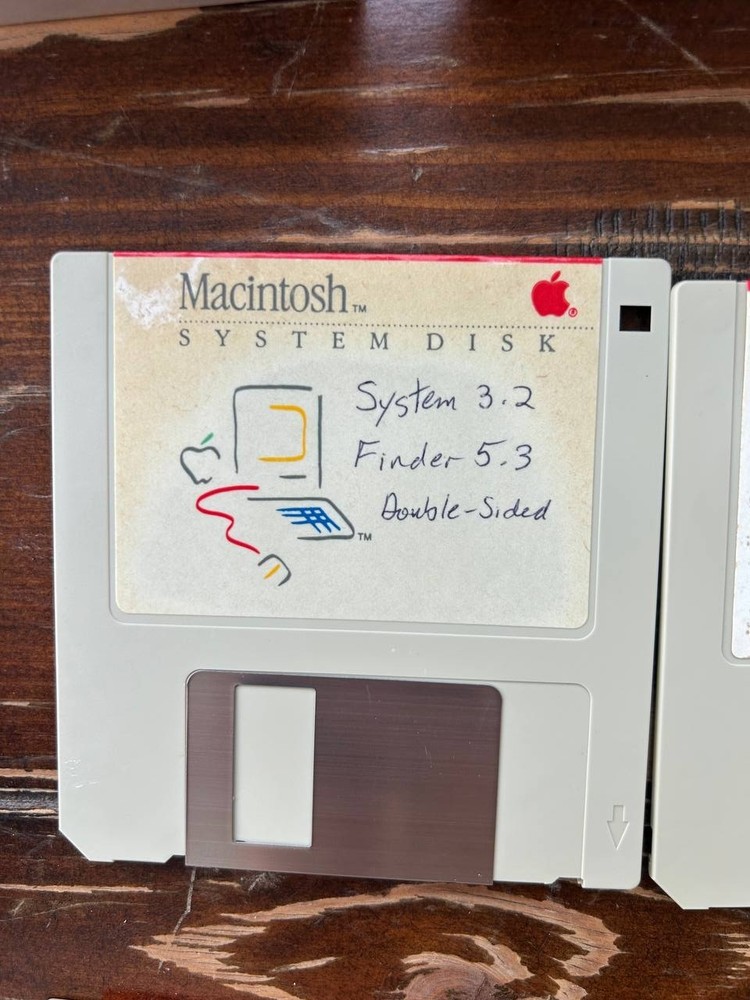 Macintosh™
SYSTEM DISK
System 3.2
Finder 5.3
Double-Sided
™